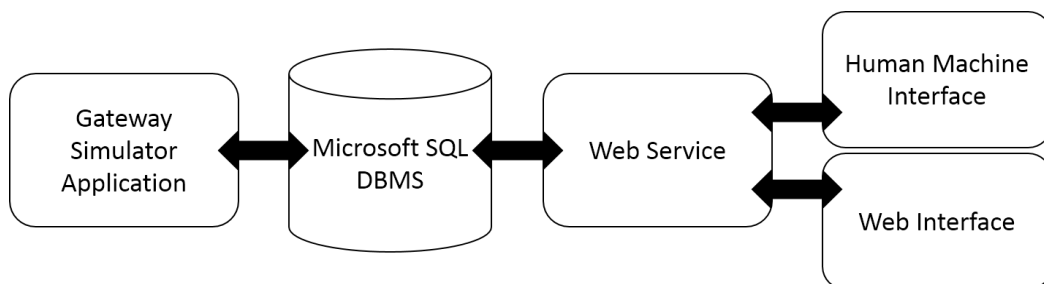 Gateway
Simulator
Application
Microsoft SQL
DBMS
Web Service
Human Machine
Interface
Web Interface